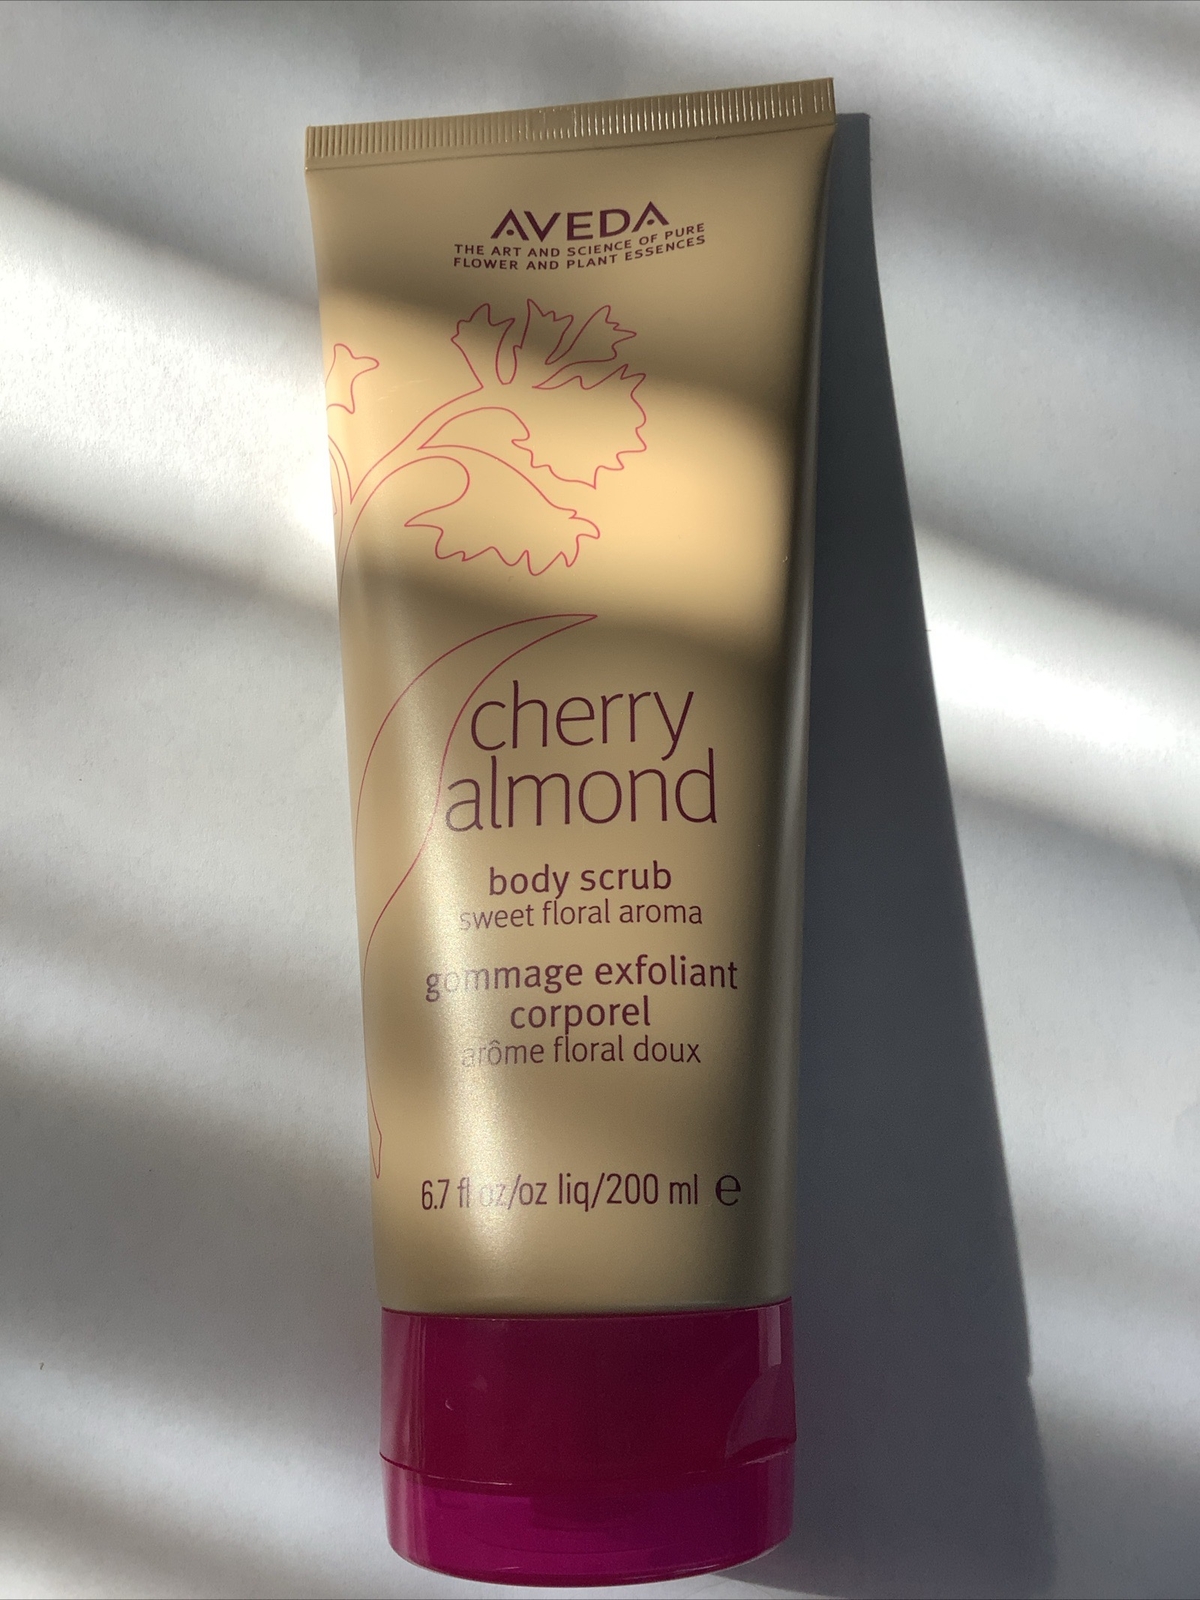 AVEDA
THE ART AND SCIENCE OF PURE
FLOWER AND PLANT ESSENCES
cherry
almond
body scrub
sweet floral aroma
gommage exfoliant
corporel
arôme floral doux
6.7 fl oz/oz liq/200 ml ℮